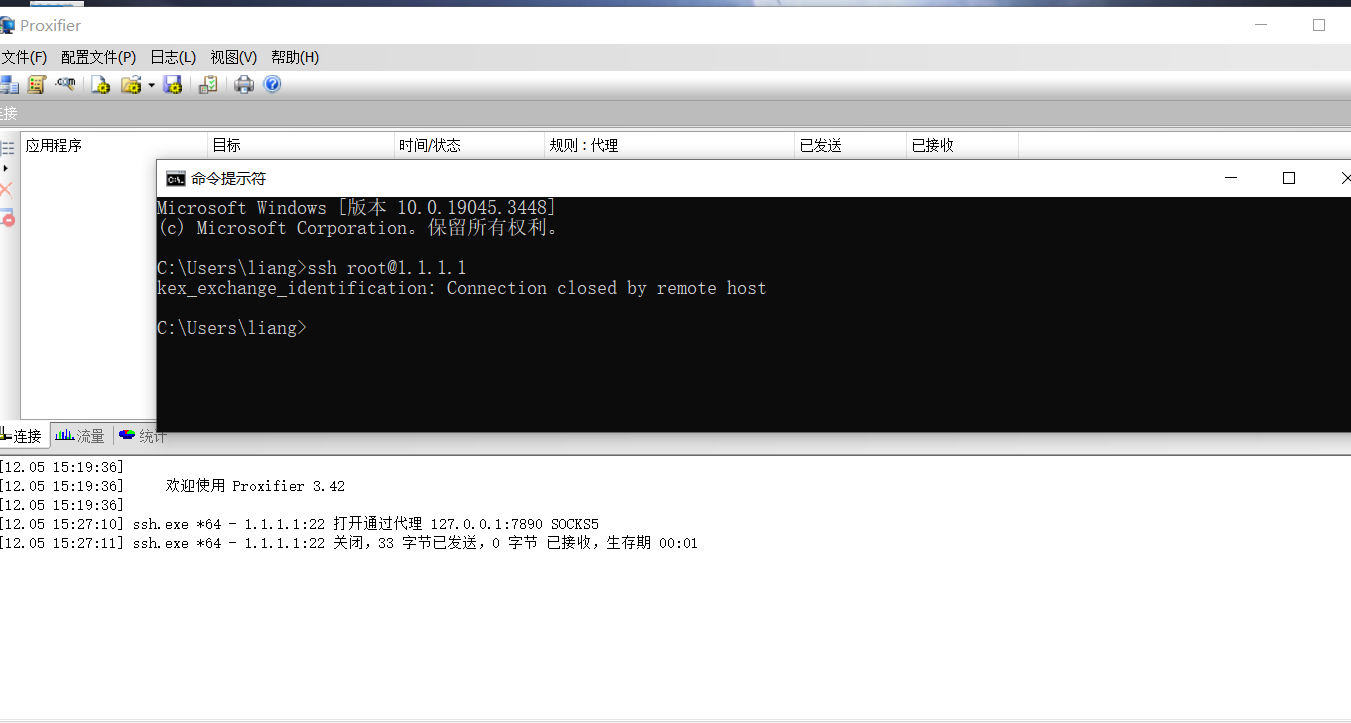 Proxifier
文件(F) 配置文件(P) 日志(L) 视图(V) 帮助(H)
.com
连接
应用程序 目标 时间/状态 规则 : 代理 已发送 已接收
命令提示符
Microsoft Windows [版本 10.0.19045.3448]
(c) Microsoft Corporation。保留所有权利。
C:\Users\liang>ssh root@1.1.1.1
kex_exchange_identification: Connection closed by remote host
C:\Users\liang>
连接 流量 统计
[12.05 15:19:36]
[12.05 15:19:36] 欢迎使用 Proxifier 3.42
[12.05 15:19:36]
[12.05 15:27:10] ssh.exe *64 - 1.1.1.1:22 打开通过代理 127.0.0.1:7890 SOCKS5
[12.05 15:27:11] ssh.exe *64 - 1.1.1.1:22 关闭，33 字节已发送，0 字节 已接收，生存期 00:01